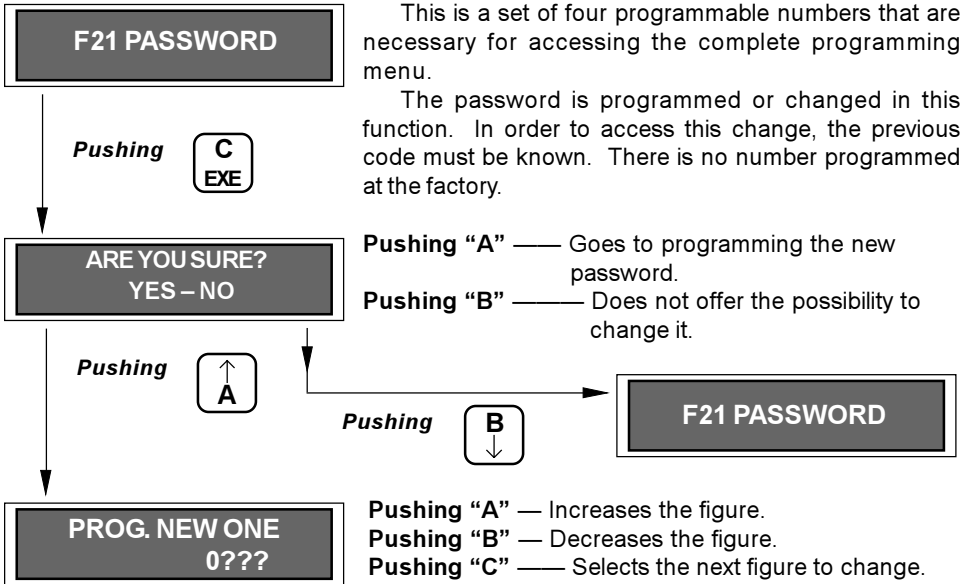 F21 PASSWORD
This is a set of four programmable numbers that are
necessary for accessing the complete programming
menu.
The password is programmed or changed in this
function. In order to access this change, the previous
code must be known. There is no number programmed
at the factory.
Pushing
C
EXE
ARE YOU SURE?
YES – NO
Pushing “A” —— Goes to programming the new
password.
Pushing “B” ——— Does not offer the possibility to
change it.
Pushing
↑
A
Pushing
B
↓
F21 PASSWORD
PROG. NEW ONE
0???
Pushing “A” — Increases the figure.
Pushing “B” — Decreases the figure.
Pushing “C” —— Selects the next figure to change.